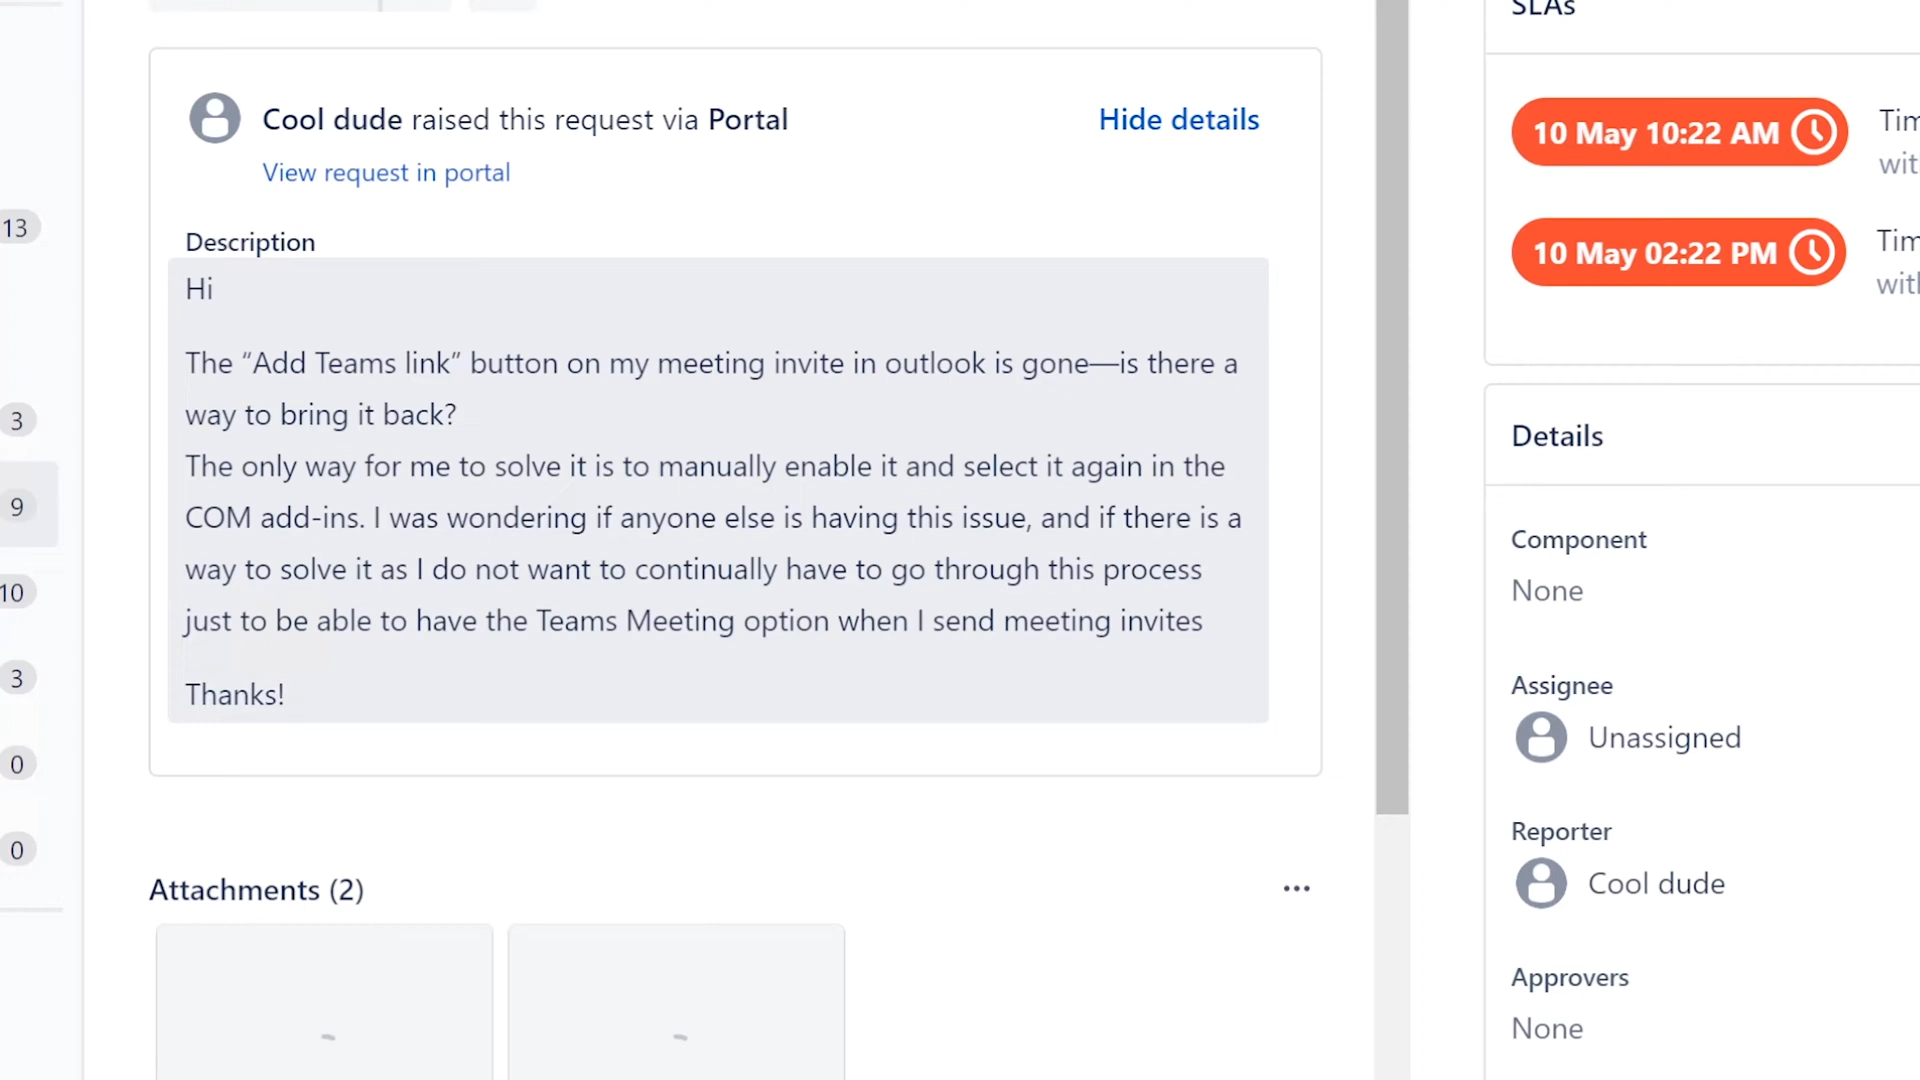 SLAs
Cool dude raised this request via Portal
Hide details
View request in portal
10 May 10:22 AM
10 May 02:22 PM
13
3
9
10
3
0
0
Description
Hi
The “Add Teams link” button on my meeting invite in outlook is gone—is there a
way to bring it back?
The only way for me to solve it is to manually enable it and select it again in the
COM add-ins. I was wondering if anyone else is having this issue, and if there is a
way to solve it as I do not want to continually have to go through this process
just to be able to have the Teams Meeting option when I send meeting invites
Thanks!
Attachments (2)
Details
Component
None
Assignee
Unassigned
Reporter
Cool dude
Approvers
None